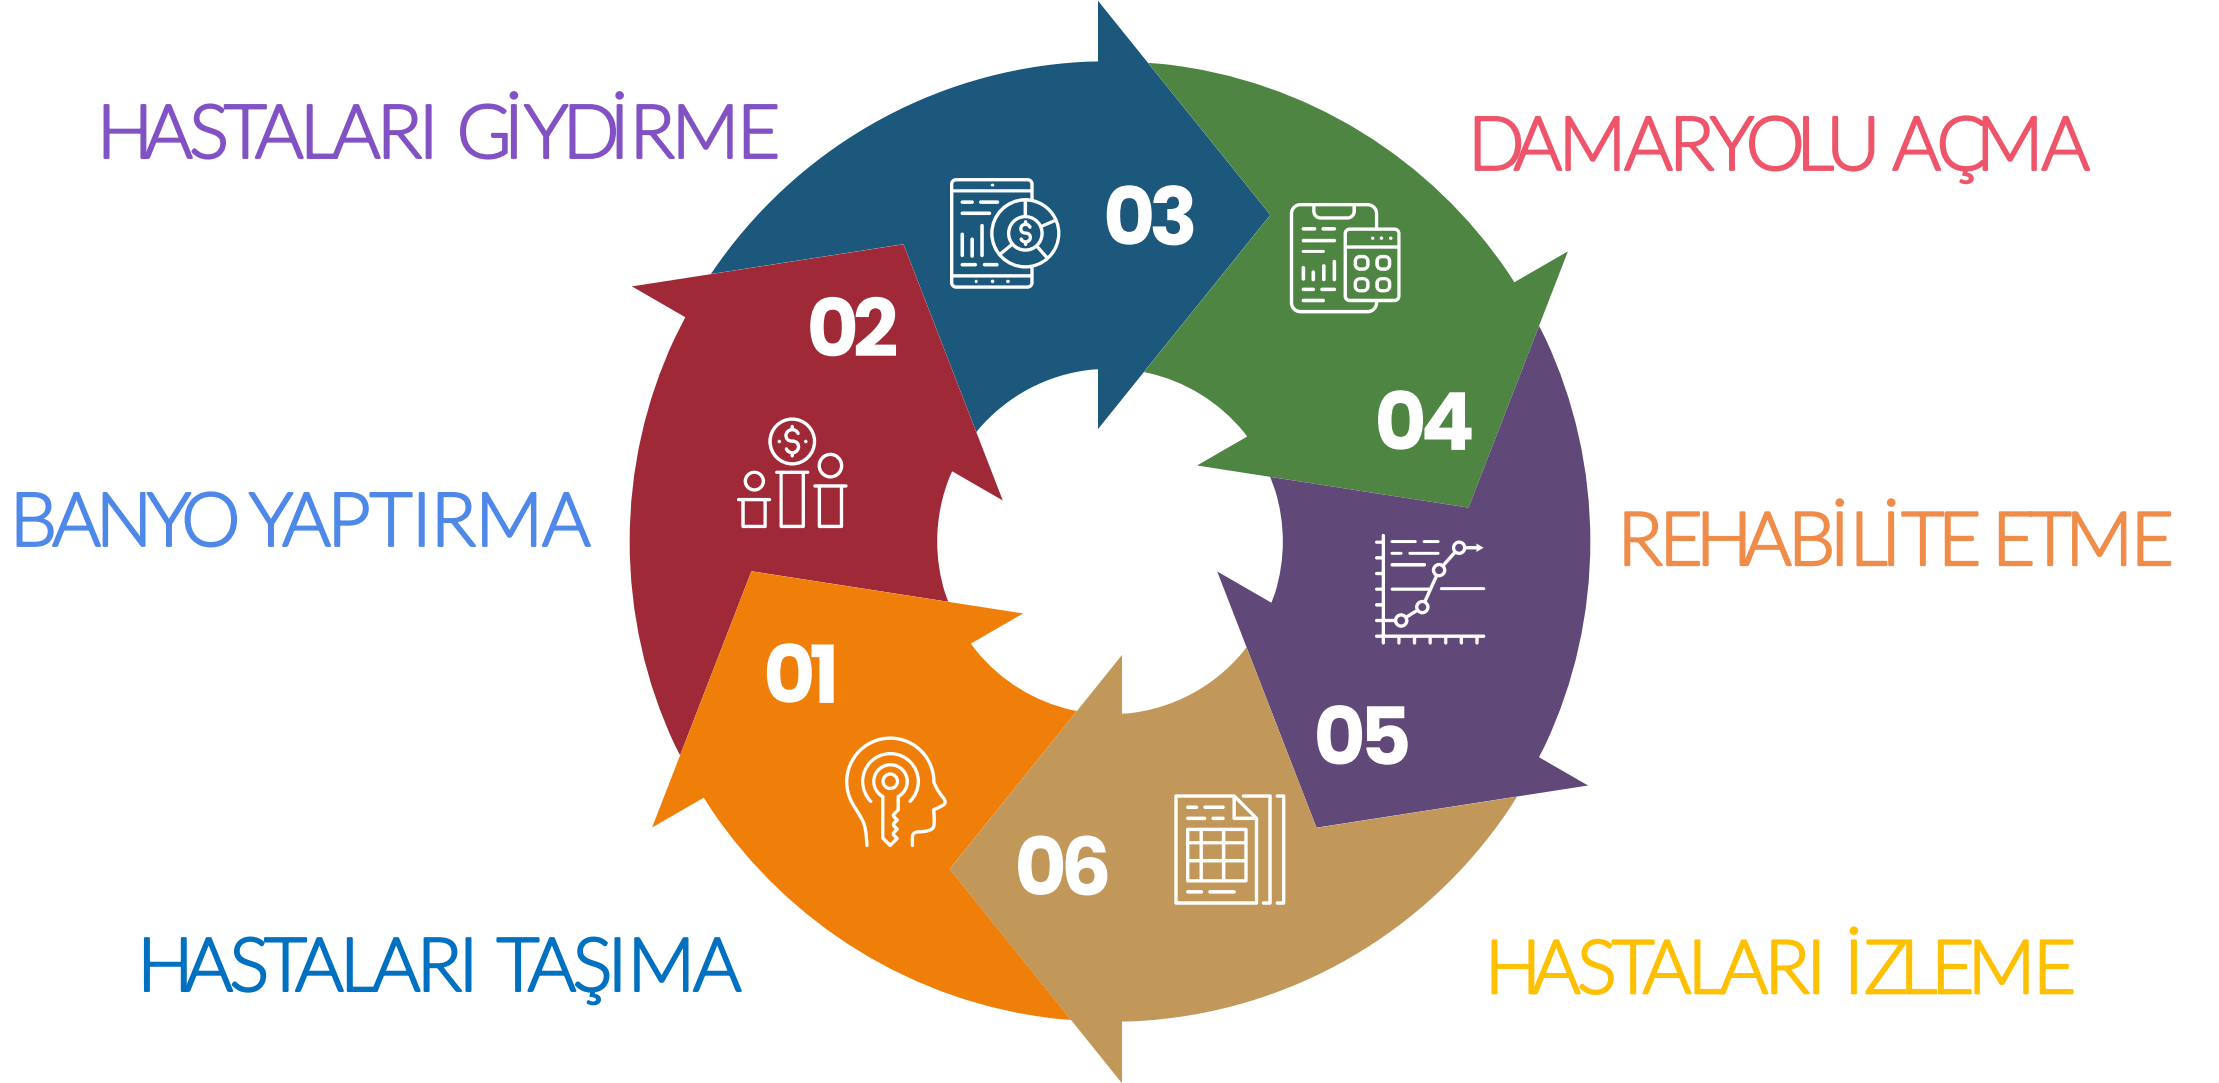 HASTALARI GİYDİRME
03
DAMARYOLU AÇMA
02
04
BANYO YAPTIRMA
REHABİLİTE ETME
01
05
06
HASTALARI TAŞIMA
HASTALARI İZLEME